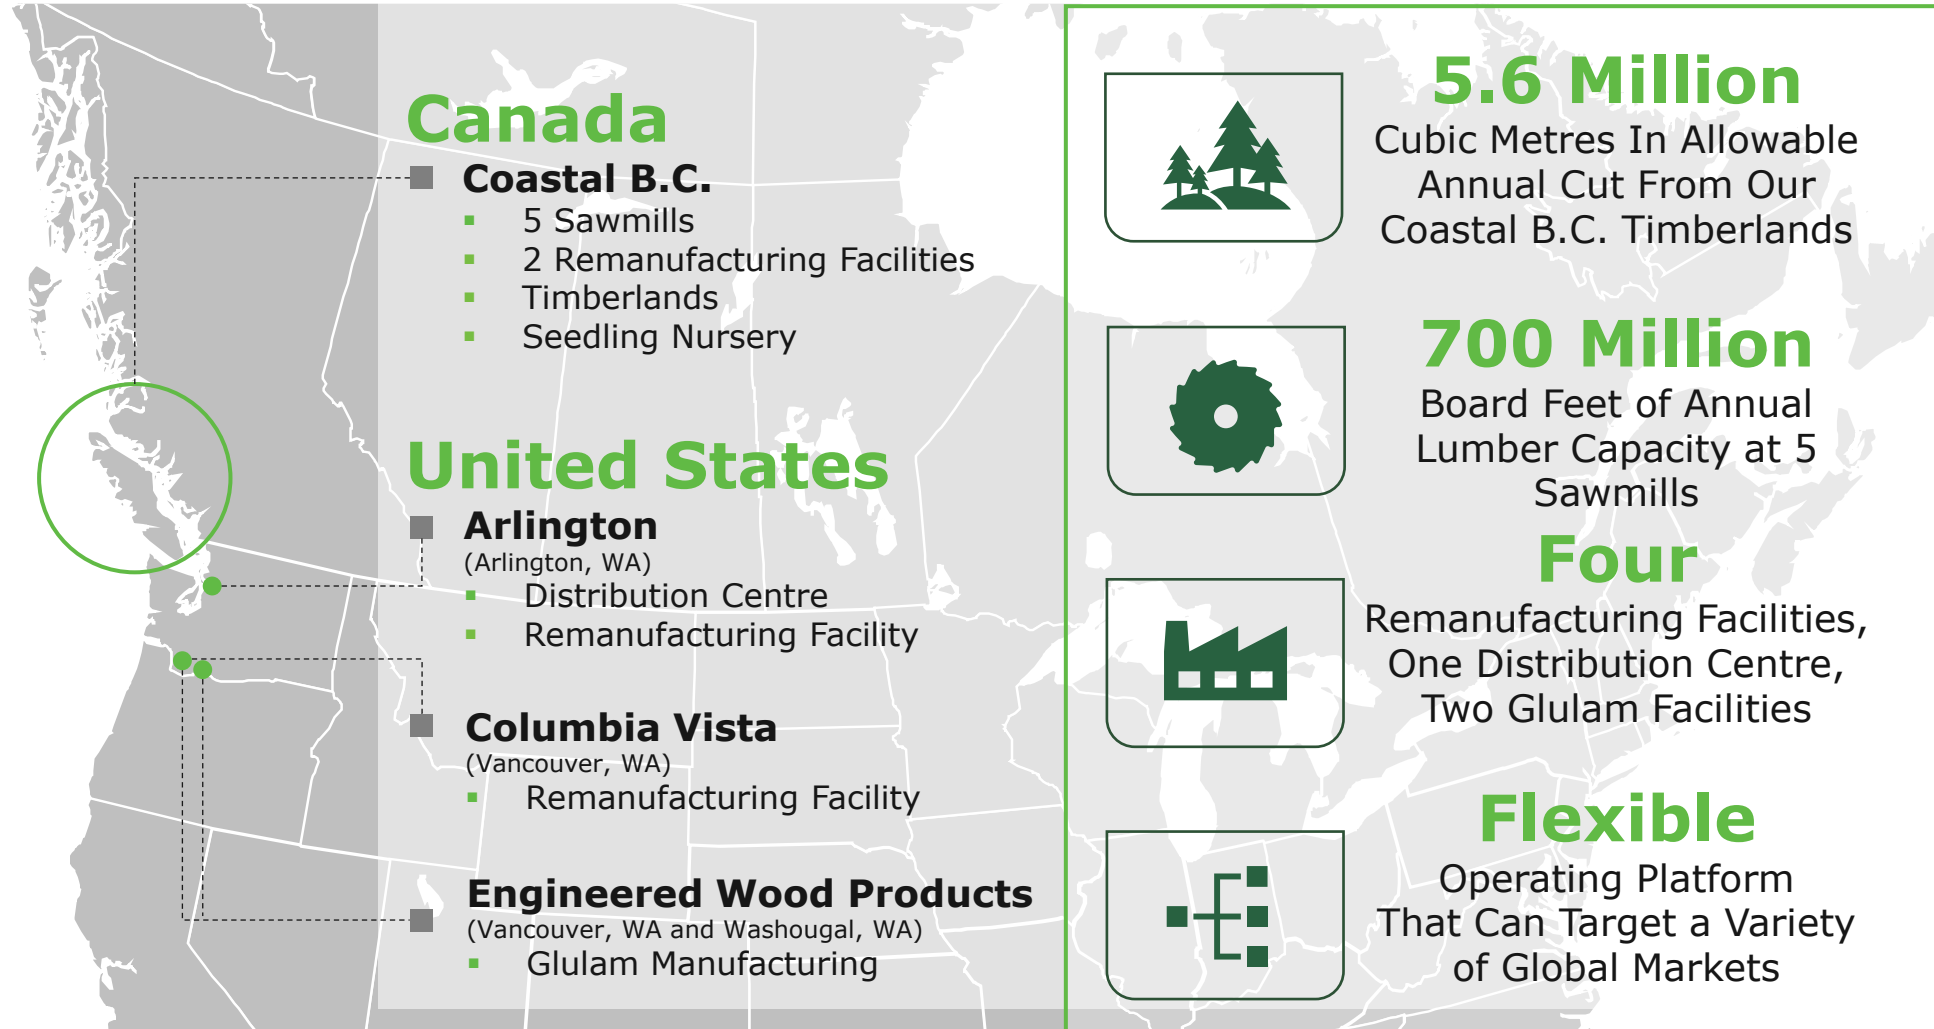 Canada
Coastal B.C.
▪ 5 Sawmills
▪ 2 Remanufacturing Facilities
▪ Timberlands
▪ Seedling Nursery
United States
Arlington
(Arlington, WA)
▪ Distribution Centre
▪ Remanufacturing Facility
Columbia Vista
(Vancouver, WA)
▪ Remanufacturing Facility
Engineered Wood Products
(Vancouver, WA and Washougal, WA)
▪ Glulam Manufacturing
5.6 Million
Cubic Metres In Allowable
Annual Cut From Our
Coastal B.C. Timberlands
700 Million
Board Feet of Annual
Lumber Capacity at 5
Sawmills
Four
Remanufacturing Facilities,
One Distribution Centre,
Two Glulam Facilities
Flexible
Operating Platform
That Can Target a Variety
of Global Markets